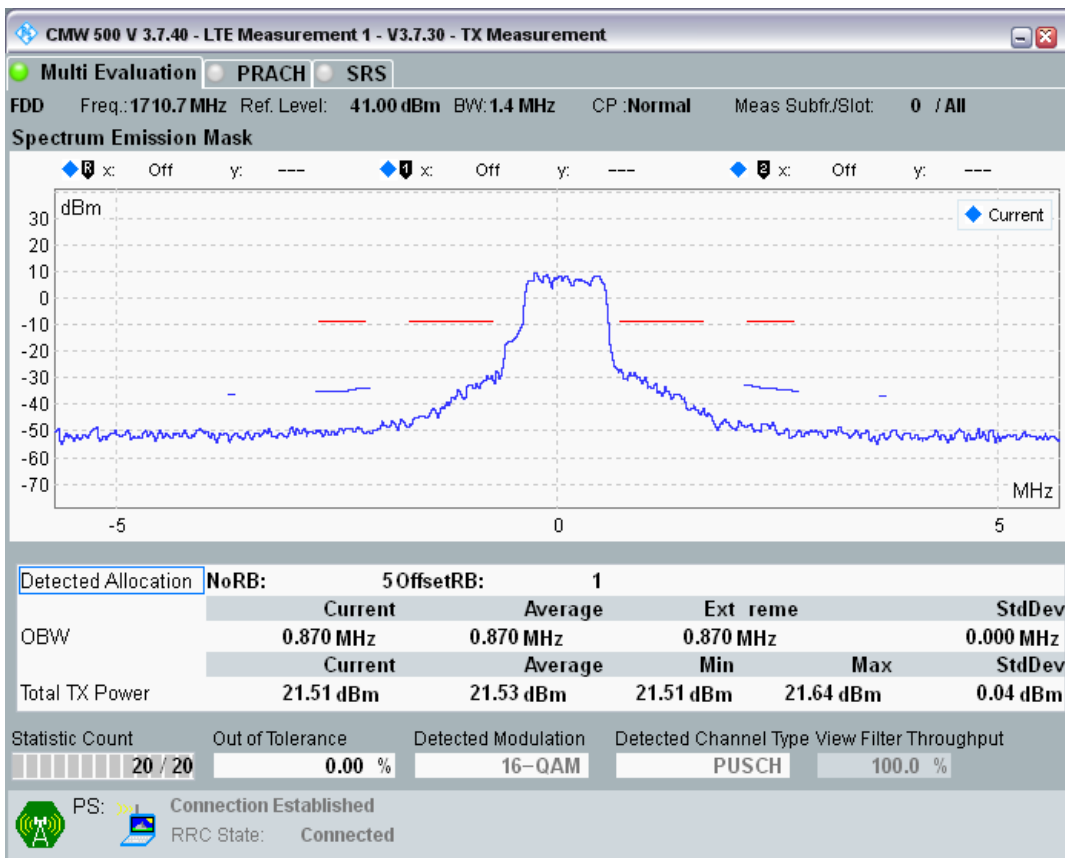 CMW 500 V 3.7.40 - LTE Measurement 1 - V3.7.30 - TX Measurement
Multi Evaluation PRACH SRS
FDD Freq.: 1710.7 MHz Ref. Level: 41.00 dBm BW: 1.4 MHz CP : Normal Meas Subfr./Slot: 0 / All
Spectrum Emission Mask
R x: Off y: --- 1 x: Off y: --- 2 x: Off y: ---
dBm
Current
30
20
10
0
-10
-20
-30
-40
-50
-60
-70
MHz
-5 0 5
Detected Allocation NoRB: 5 OffsetRB: 1
Current Average Ext reme StdDev
OBW 0.870 MHz 0.870 MHz 0.870 MHz 0.000 MHz
Current Average Min Max StdDev
Total TX Power 21.51 dBm 21.53 dBm 21.51 dBm 21.64 dBm 0.04 dBm
Statistic Count Out of Tolerance Detected Modulation Detected Channel Type View Filter Throughput
20 / 20 0.00 % 16-QAM PUSCH 100.0 %
PS: Connection Established
RRC State: Connected